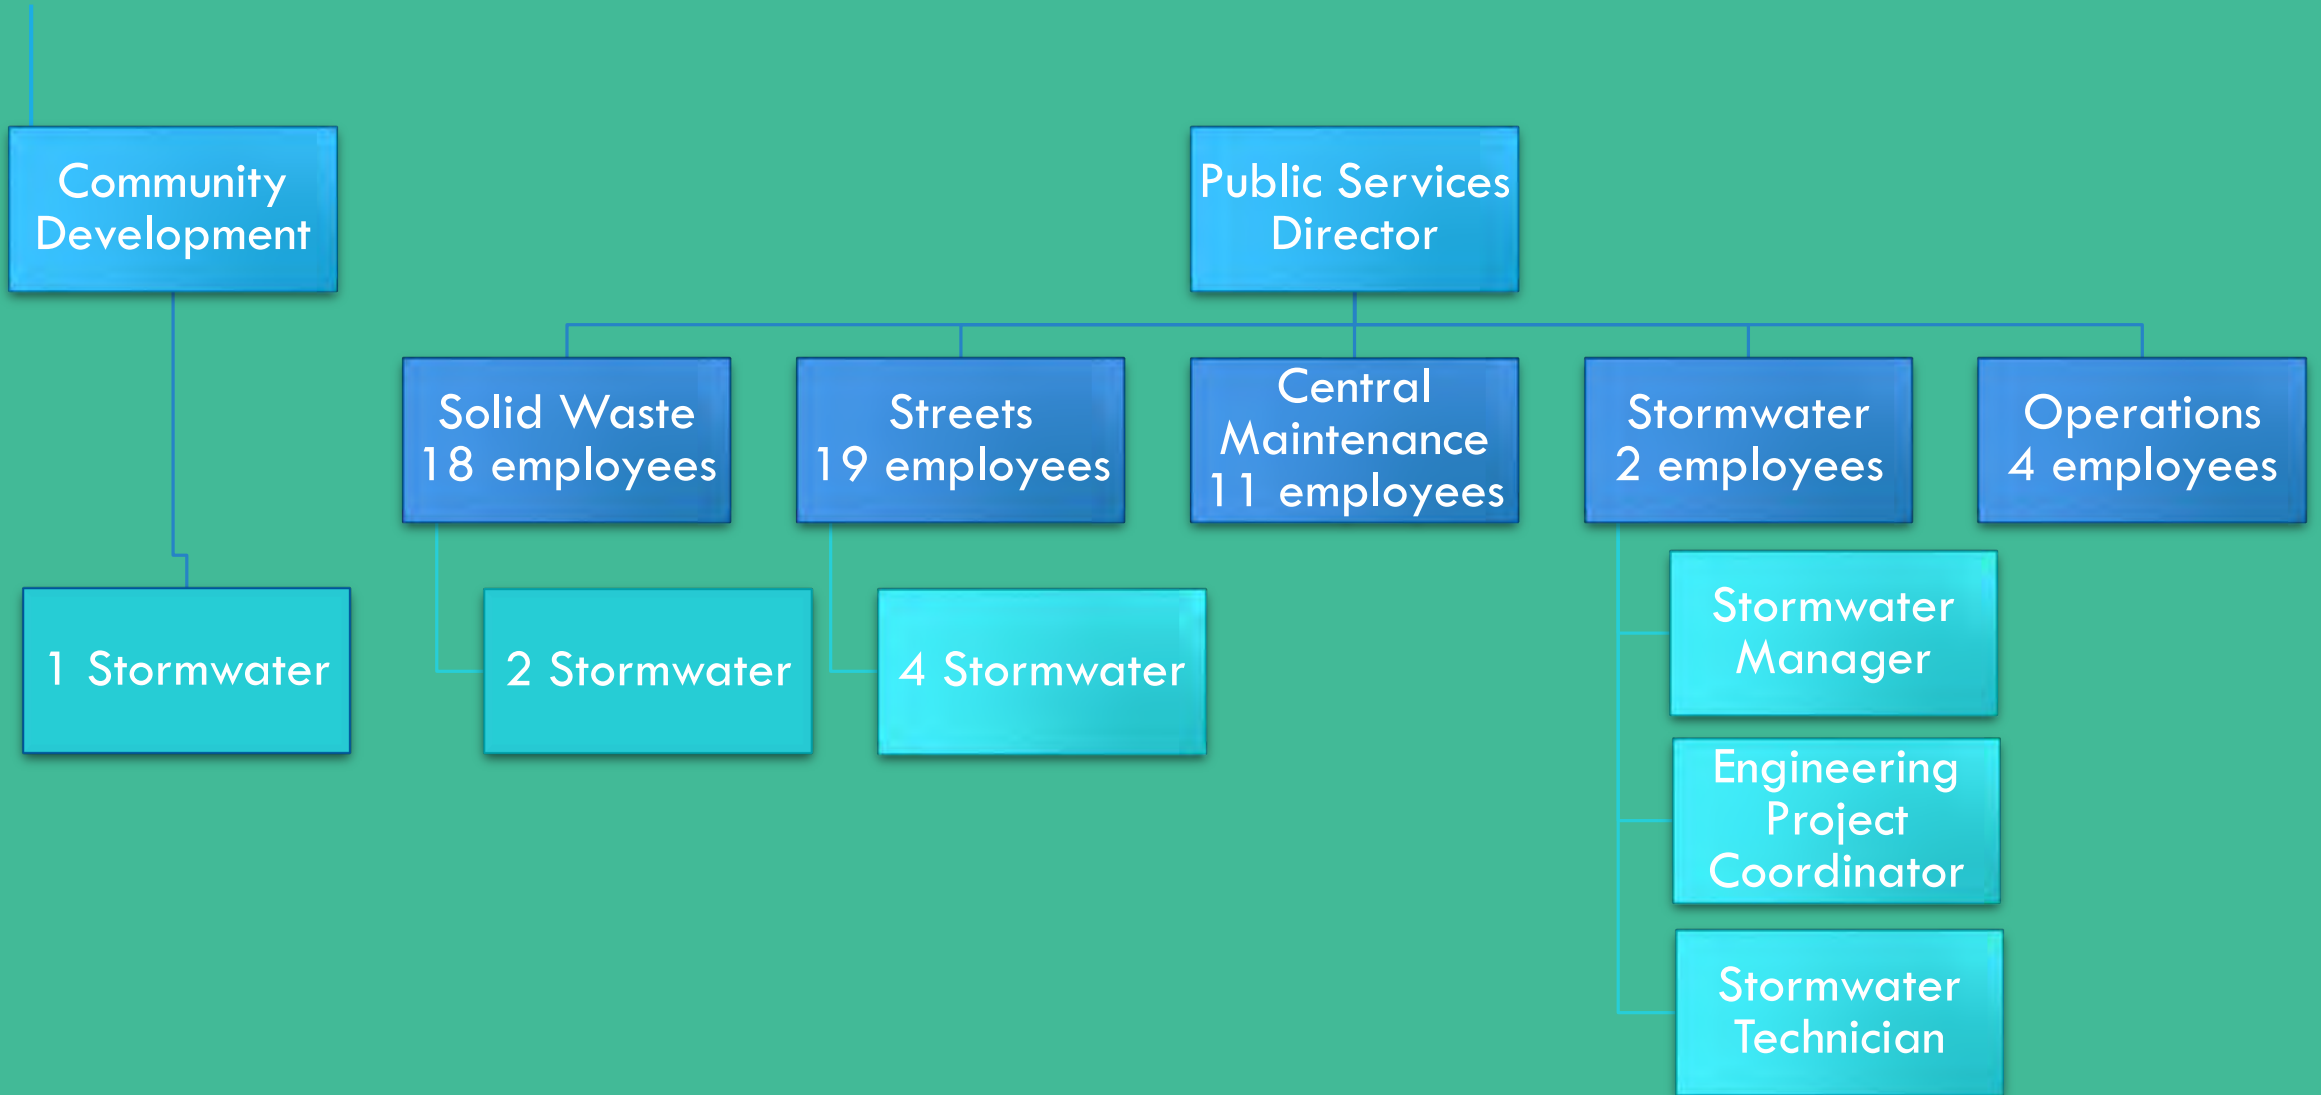 Community
Development
Public Services
Director
Solid Waste
18 employees
Streets
19 employees
Central
Maintenance
11 employees
Stormwater
2 employees
Operations
4 employees
1 Stormwater
2 Stormwater
4 Stormwater
Stormwater
Manager
Engineering
Project
Coordinator
Stormwater
Technician